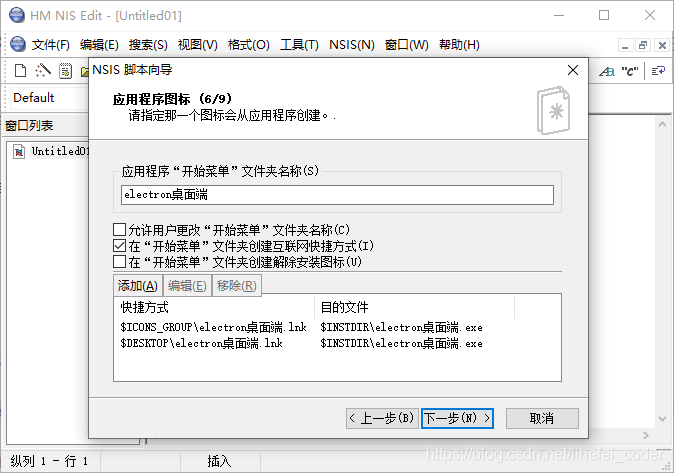 HM NIS Edit - [Untitled01]
文件(F) 编辑(E) 搜索(S) 视图(V) 格式(O) 工具(T) NSIS(N) 窗口(W) 帮助(H)
Aa "C"
Default
窗口列表
Untitled01
NSIS 脚本向导
应用程序图标 (6/9)
请指定那一个图标会从应用程序创建。.
应用程序“开始菜单”文件夹名称(S)
electron桌面端
允许用户更改“开始菜单”文件夹名称(C)
在“开始菜单”文件夹创建互联网快捷方式(I)
在“开始菜单”文件夹创建解除安装图标(U)
添加(A) 编辑(E) 移除(R)
快捷方式 目的文件
$ICONS_GROUP\electron桌面端.lnk $INSTDIR\electron桌面端.exe
$DESKTOP\electron桌面端.lnk $INSTDIR\electron桌面端.exe
< 上一步(B) 下一步(N) > 取消
纵列 1 - 行 1 插入
https://blog.csdn.net/lihefei_coder